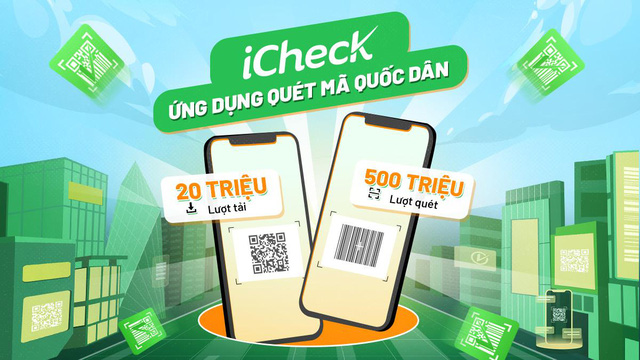 iCheck
ỨNG DỤNG QUÉT MÃ QUỐC DÂN
20 TRIỆU
Lượt tải
500 TRIỆU
Lượt quét